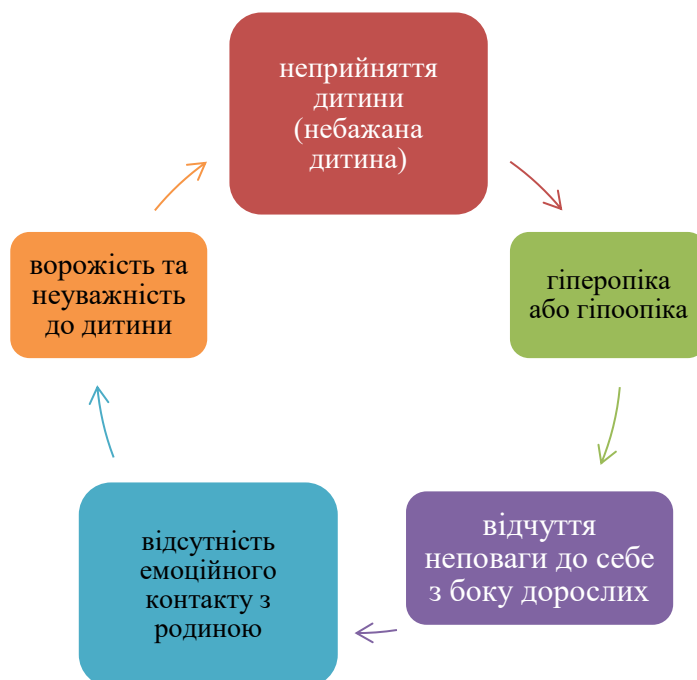 неприйняття
дитини
(небажана
дитина)
гіперопіка
або гіпоопіка
відчуття
неповаги до себе
з боку дорослих
відсутність
емоційного
контакту з
родиною
ворожість та
неуважність
до дитини